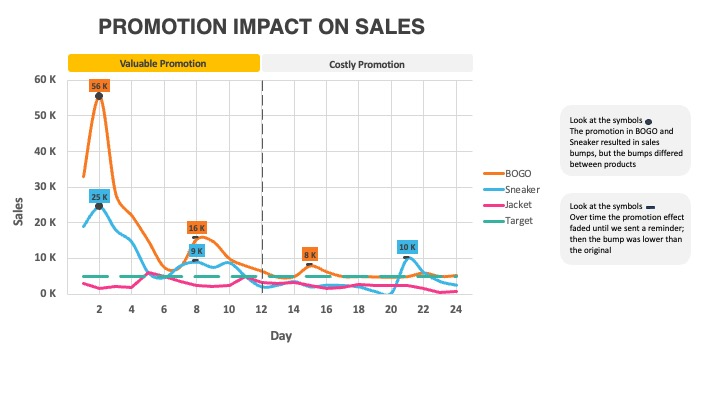 PROMOTION IMPACT ON SALES
Valuable Promotion
Costly Promotion
60 K
50 K
40 K
30 K
20 K
10 K
0 K
Sales
56 K
25 K
16 K
9 K
8 K
10 K
2 4 6 8 10 12 14 16 18 20 22 24
Day
BOGO
Sneaker
Jacket
Target
Look at the symbols
The promotion in BOGO and
Sneaker resulted in sales
bumps, but the bumps differed
between products
Look at the symbols
Over time the promotion effect
faded until we sent a reminder;
then the bump was lower than
the original